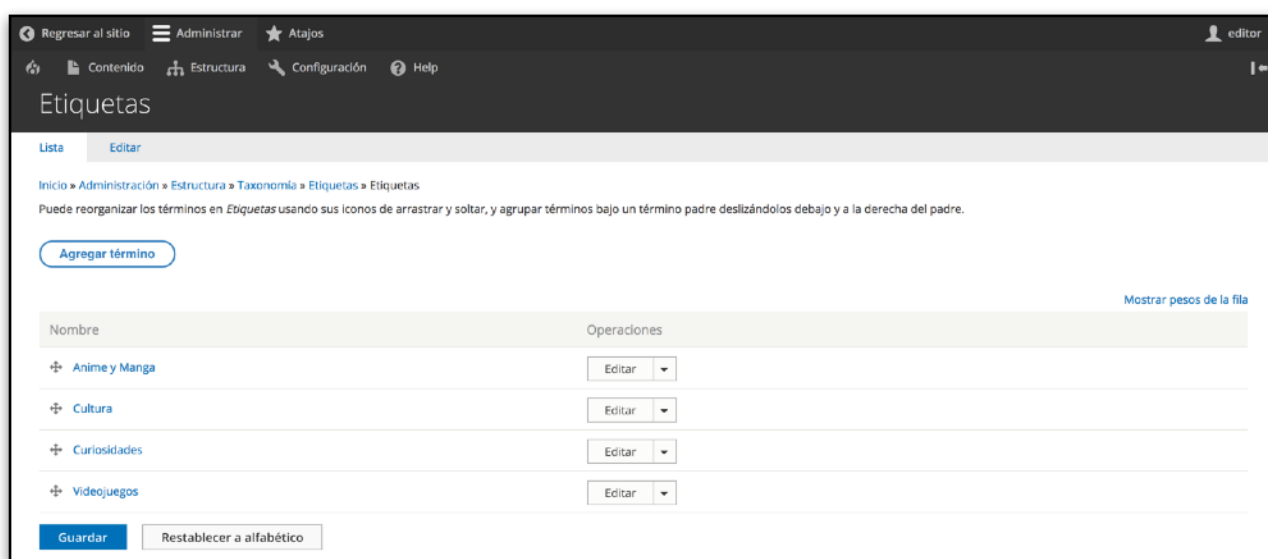 Regresar al sitio Administrar Atajos editor
Contenido Estructura Configuración Help
Etiquetas
Lista Editar
Inicio » Administración » Estructura » Taxonomía » Etiquetas » Etiquetas
Puede reorganizar los términos en Etiquetas usando sus iconos de arrastrar y soltar, y agrupar términos bajo un término padre deslizándolos debajo y a la derecha del padre.
Agregar término
Mostrar pesos de la fila
Nombre Operaciones
Anime y Manga Editar
Cultura Editar
Curiosidades Editar
Videojuegos Editar
Guardar Restablecer a alfabético